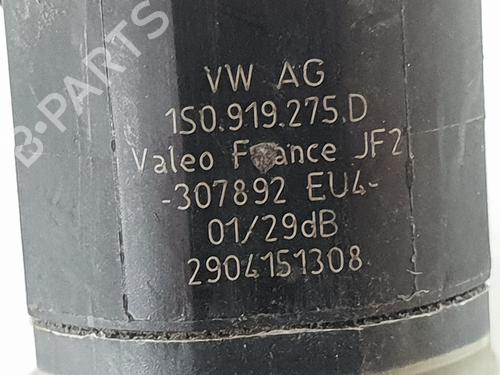 VW AG
1S0.919.275.D
Valeo France JF2
-307892 EU4-
01/29dB
2904151308
B-PARTS